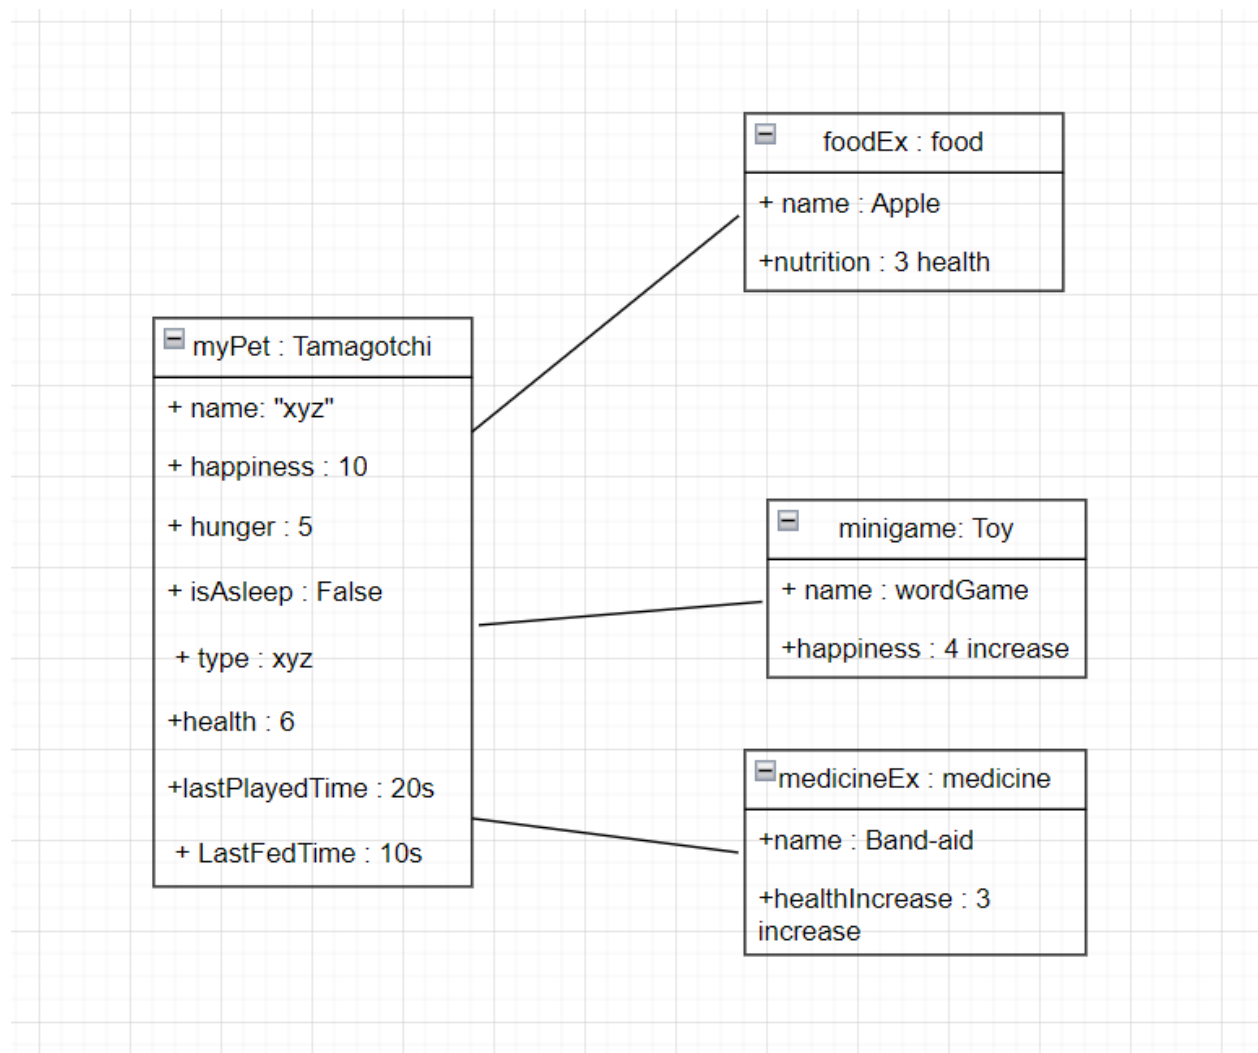 foodEx : food
+ name : Apple
+nutrition : 3 health
myPet : Tamagotchi
+ name: "xyz"
+ happiness : 10
+ hunger : 5
+ isAsleep : False
+ type : xyz
+health : 6
+lastPlayedTime : 20s
+ LastFedTime : 10s
minigame: Toy
+ name : wordGame
+happiness : 4 increase
medicineEx : medicine
+name : Band-aid
+healthIncrease : 3
increase